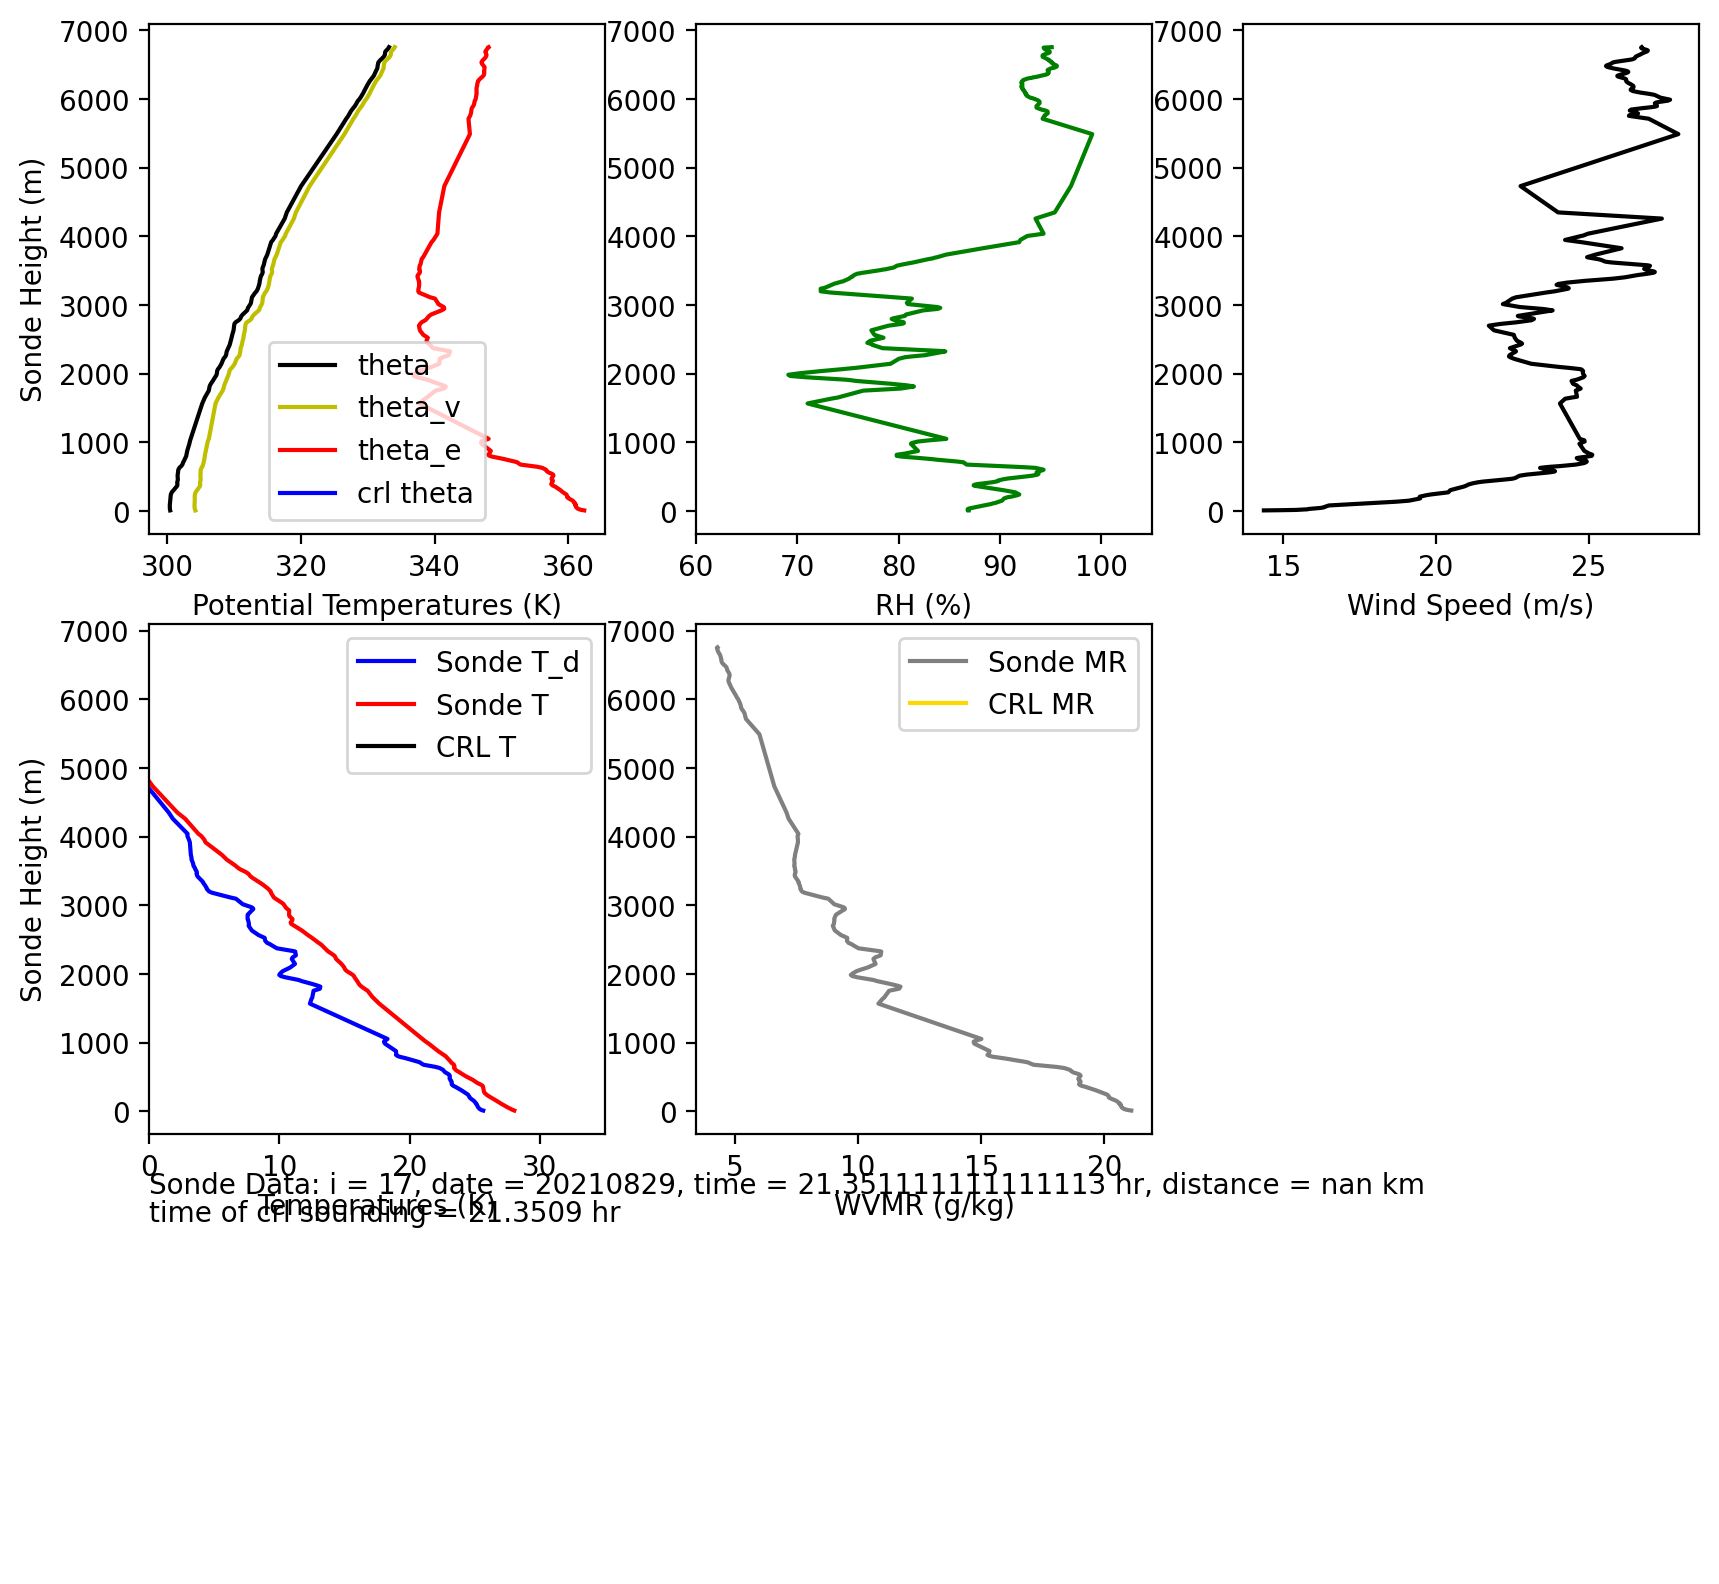 7000
6000
5000
4000
3000
2000
1000
0
Sonde Height (m)
300 320 340 360
Potential Temperatures (K)
theta
theta_v
theta_e
crl theta
7000
6000
5000
4000
3000
2000
1000
0
60 70 80 90 100
RH (%)
7000
6000
5000
4000
3000
2000
1000
0
15 20 25
Wind Speed (m/s)
7000
6000
5000
4000
3000
2000
1000
0
Sonde Height (m)
Sonde T_d
Sonde T
CRL T
0 10 20 30
Temperatures (K)
7000
6000
5000
4000
3000
2000
1000
0
Sonde MR
CRL MR
5 10 15 20
WVMR (g/kg)
Sonde Data: i = 17, date = 20210829, time = 21.351111111111113 hr, distance = nan km
time of crl sounding = 21.3509 hr